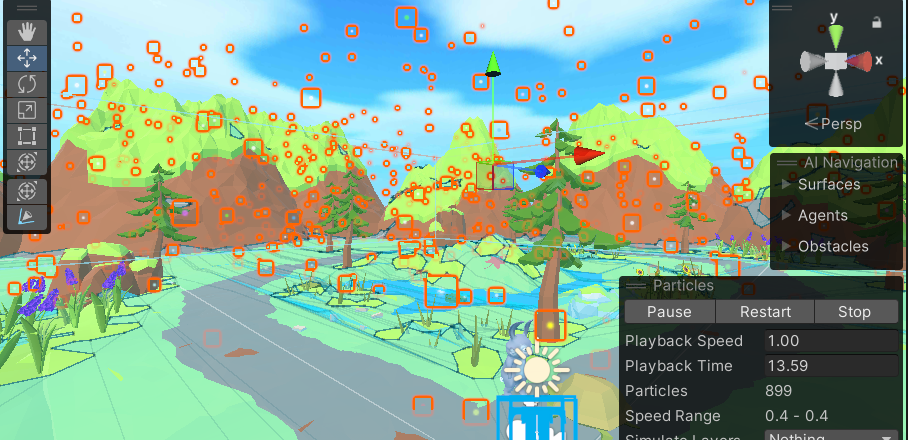 y
x
Persp
AI Navigation
Surfaces
Agents
Obstacles
Particles
Pause Restart Stop
Playback Speed 1.00
Playback Time 13.59
Particles 899
Speed Range 0.4 - 0.4
Simulate Layers Nothing